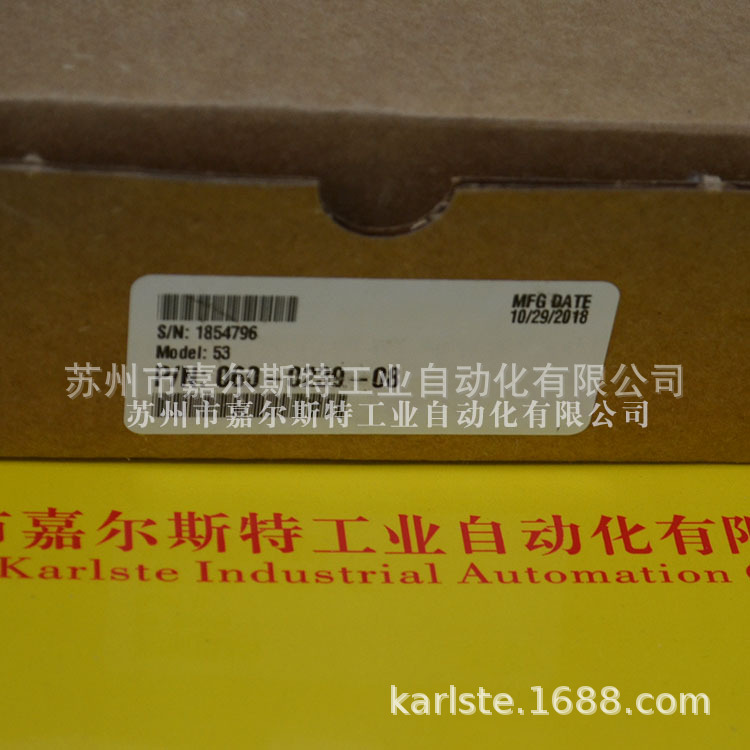 MFG DATE
10/29/2018
S/N: 1854796
Model: 53
苏州市嘉尔斯特工业自动化有限公司
苏州市嘉尔斯特工业自动化有限公司
市嘉尔斯特工业自动化有限
Karlste Industrial Automation
karlste.1688.com